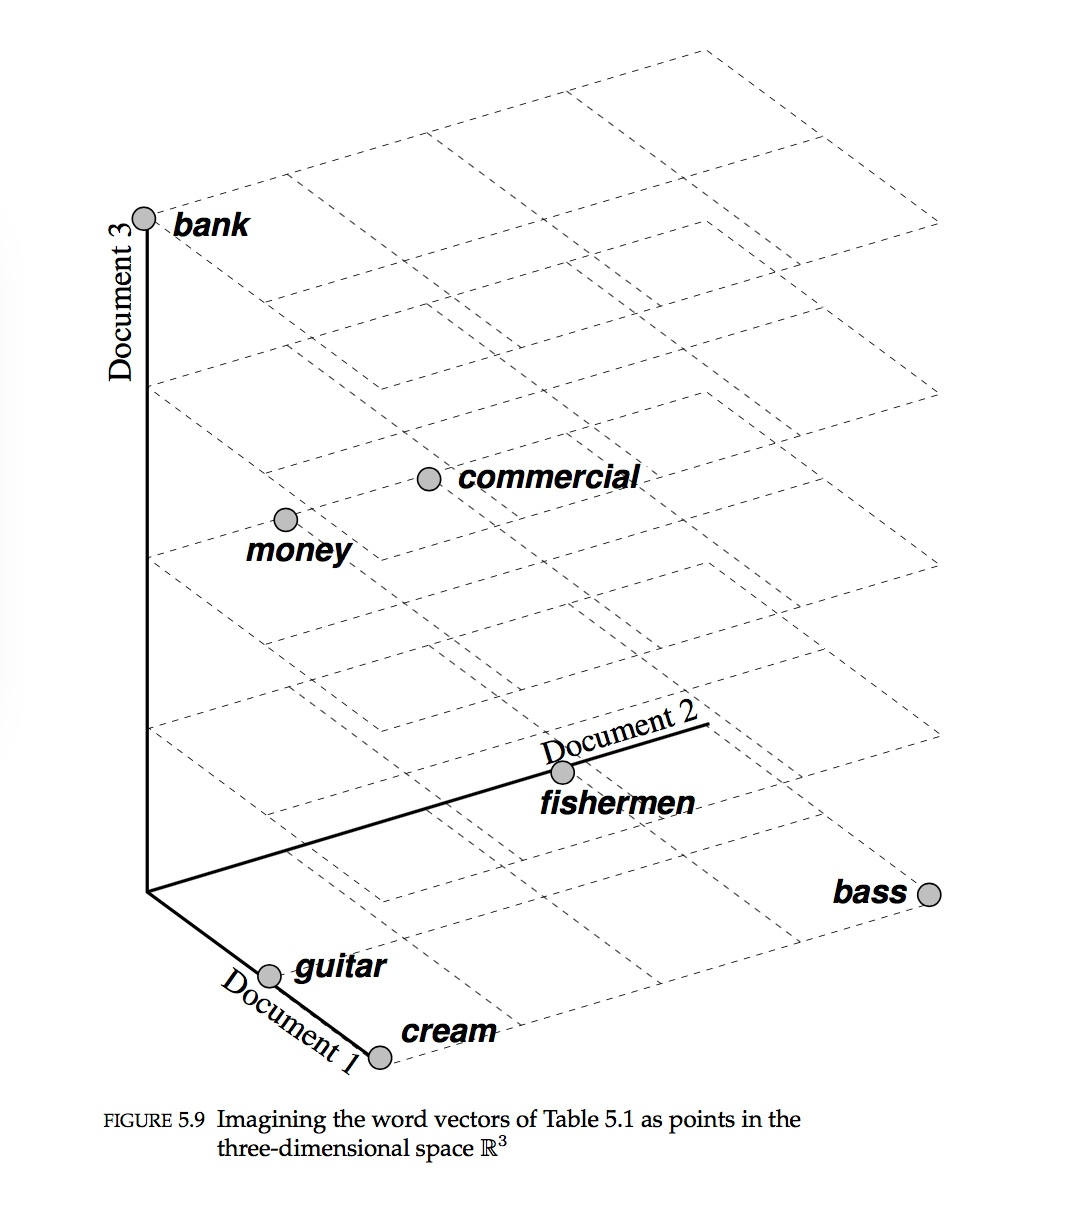 bank
Document 3
commercial
money
Document 2
fishermen
bass
guitar
Document 1
cream
FIGURE 5.9 Imagining the word vectors of Table 5.1 as points in the
three-dimensional space ℝ³